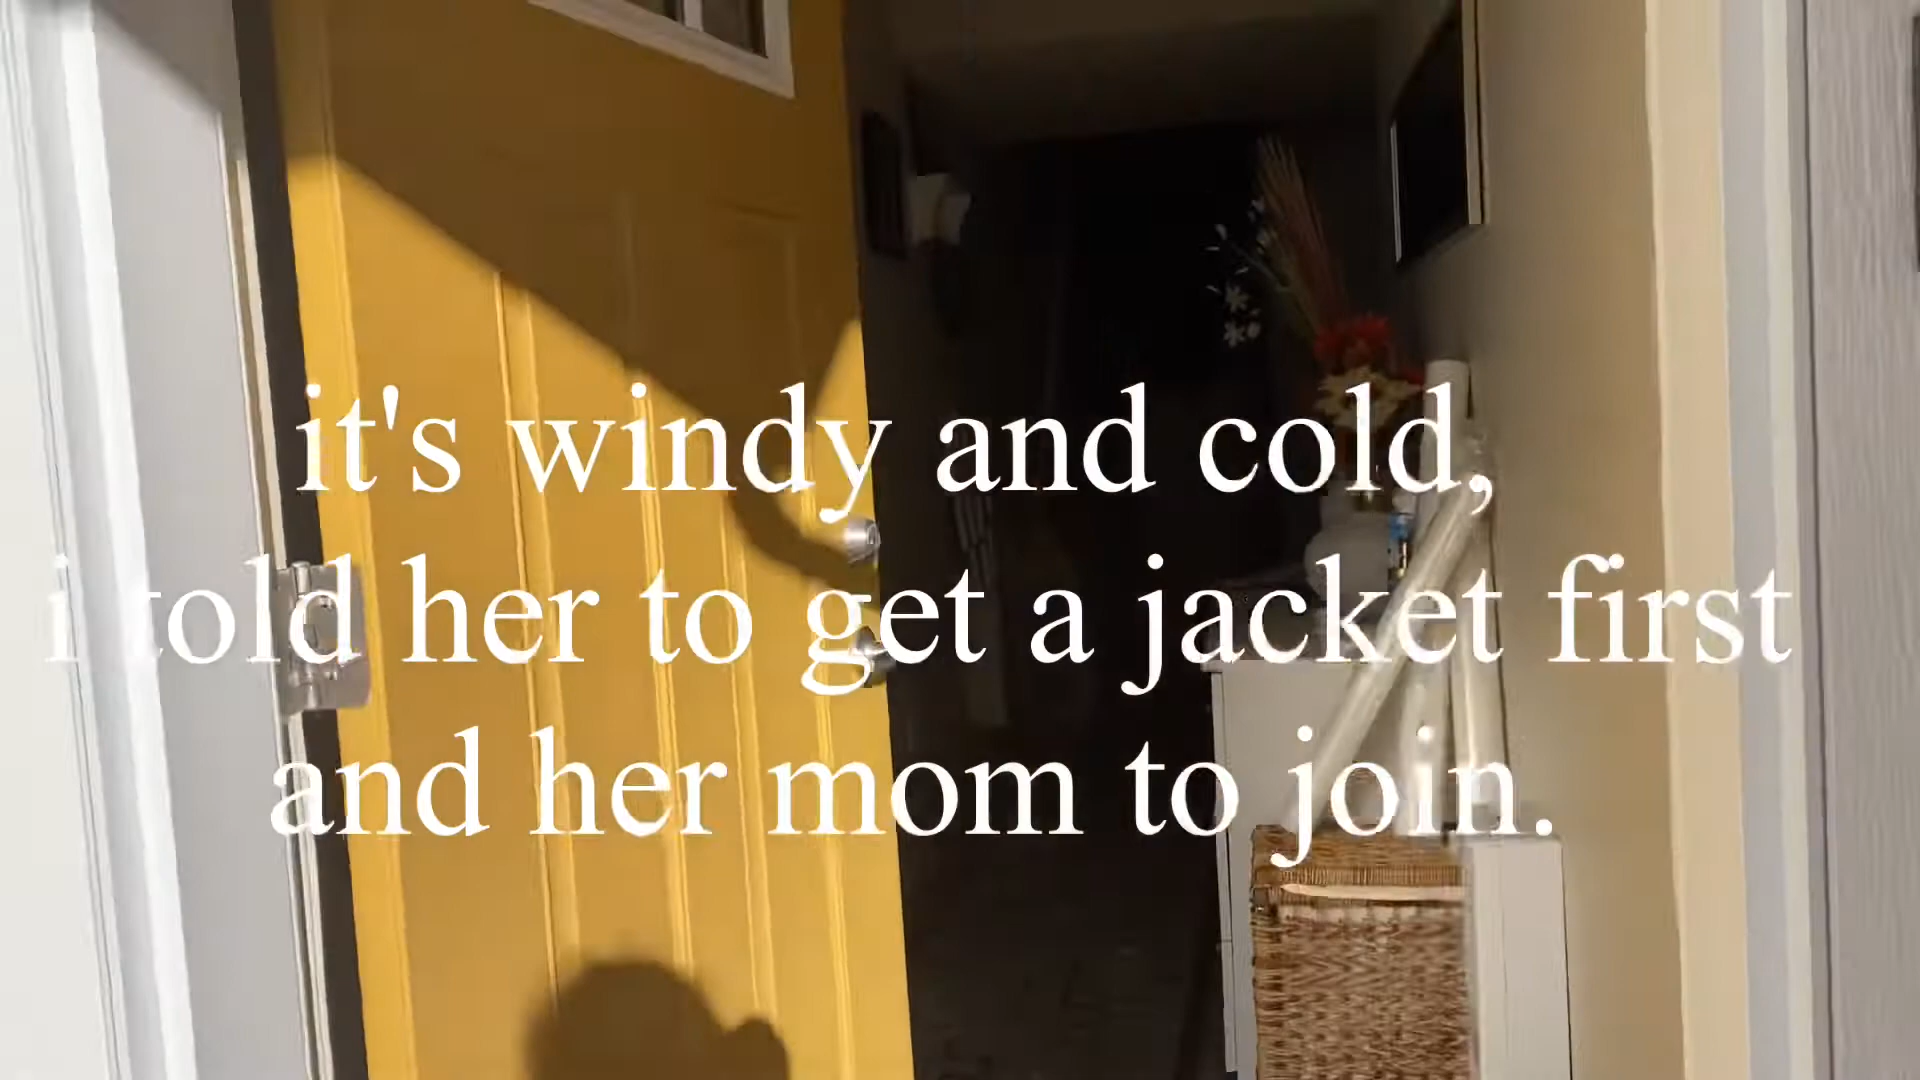 it's windy and cold,
i told her to get a jacket first
and her mom to join.